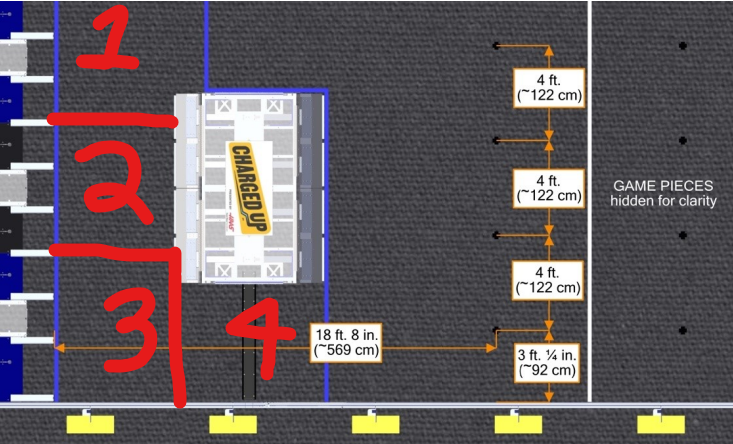 1
4 ft.
(~122 cm)
2
CHARGED UP
4 ft.
(~122 cm)
GAME PIECES
hidden for clarity
4 ft.
(~122 cm)
3
4
18 ft. 8 in.
(~569 cm)
3 ft. ¼ in.
(~92 cm)